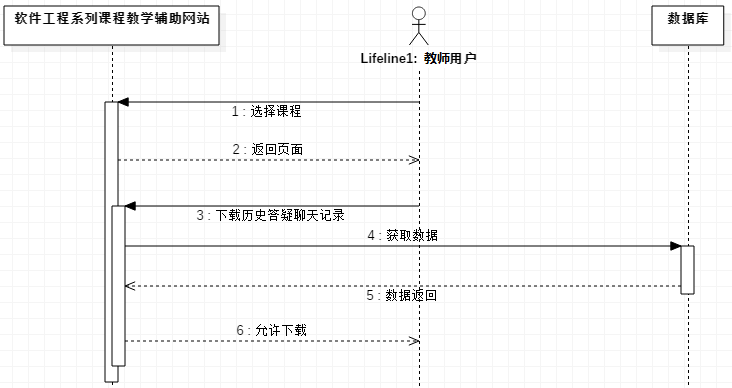 软件工程系列课程教学辅助网站
数据库
Lifeline1: 教师用户
1 : 选择课程
2 : 返回页面
3 : 下载历史答疑聊天记录
4 : 获取数据
5 : 数据返回
6 : 允许下载